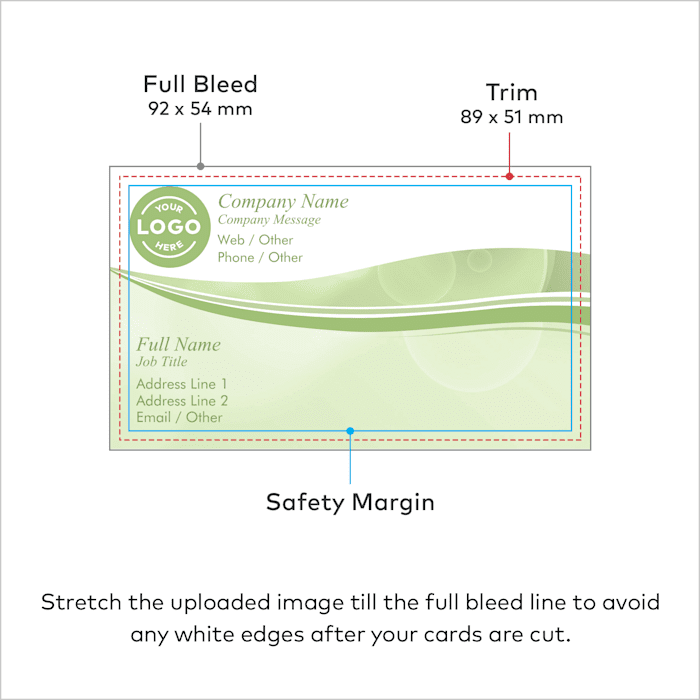 Full Bleed
92 x 54 mm
Trim
89 x 51 mm
YOUR
LOGO
HERE
Company Name
Company Message
Web / Other
Phone / Other
Full Name
Job Title
Address Line 1
Address Line 2
Email / Other
Safety Margin
Stretch the uploaded image till the full bleed line to avoid
any white edges after your cards are cut.